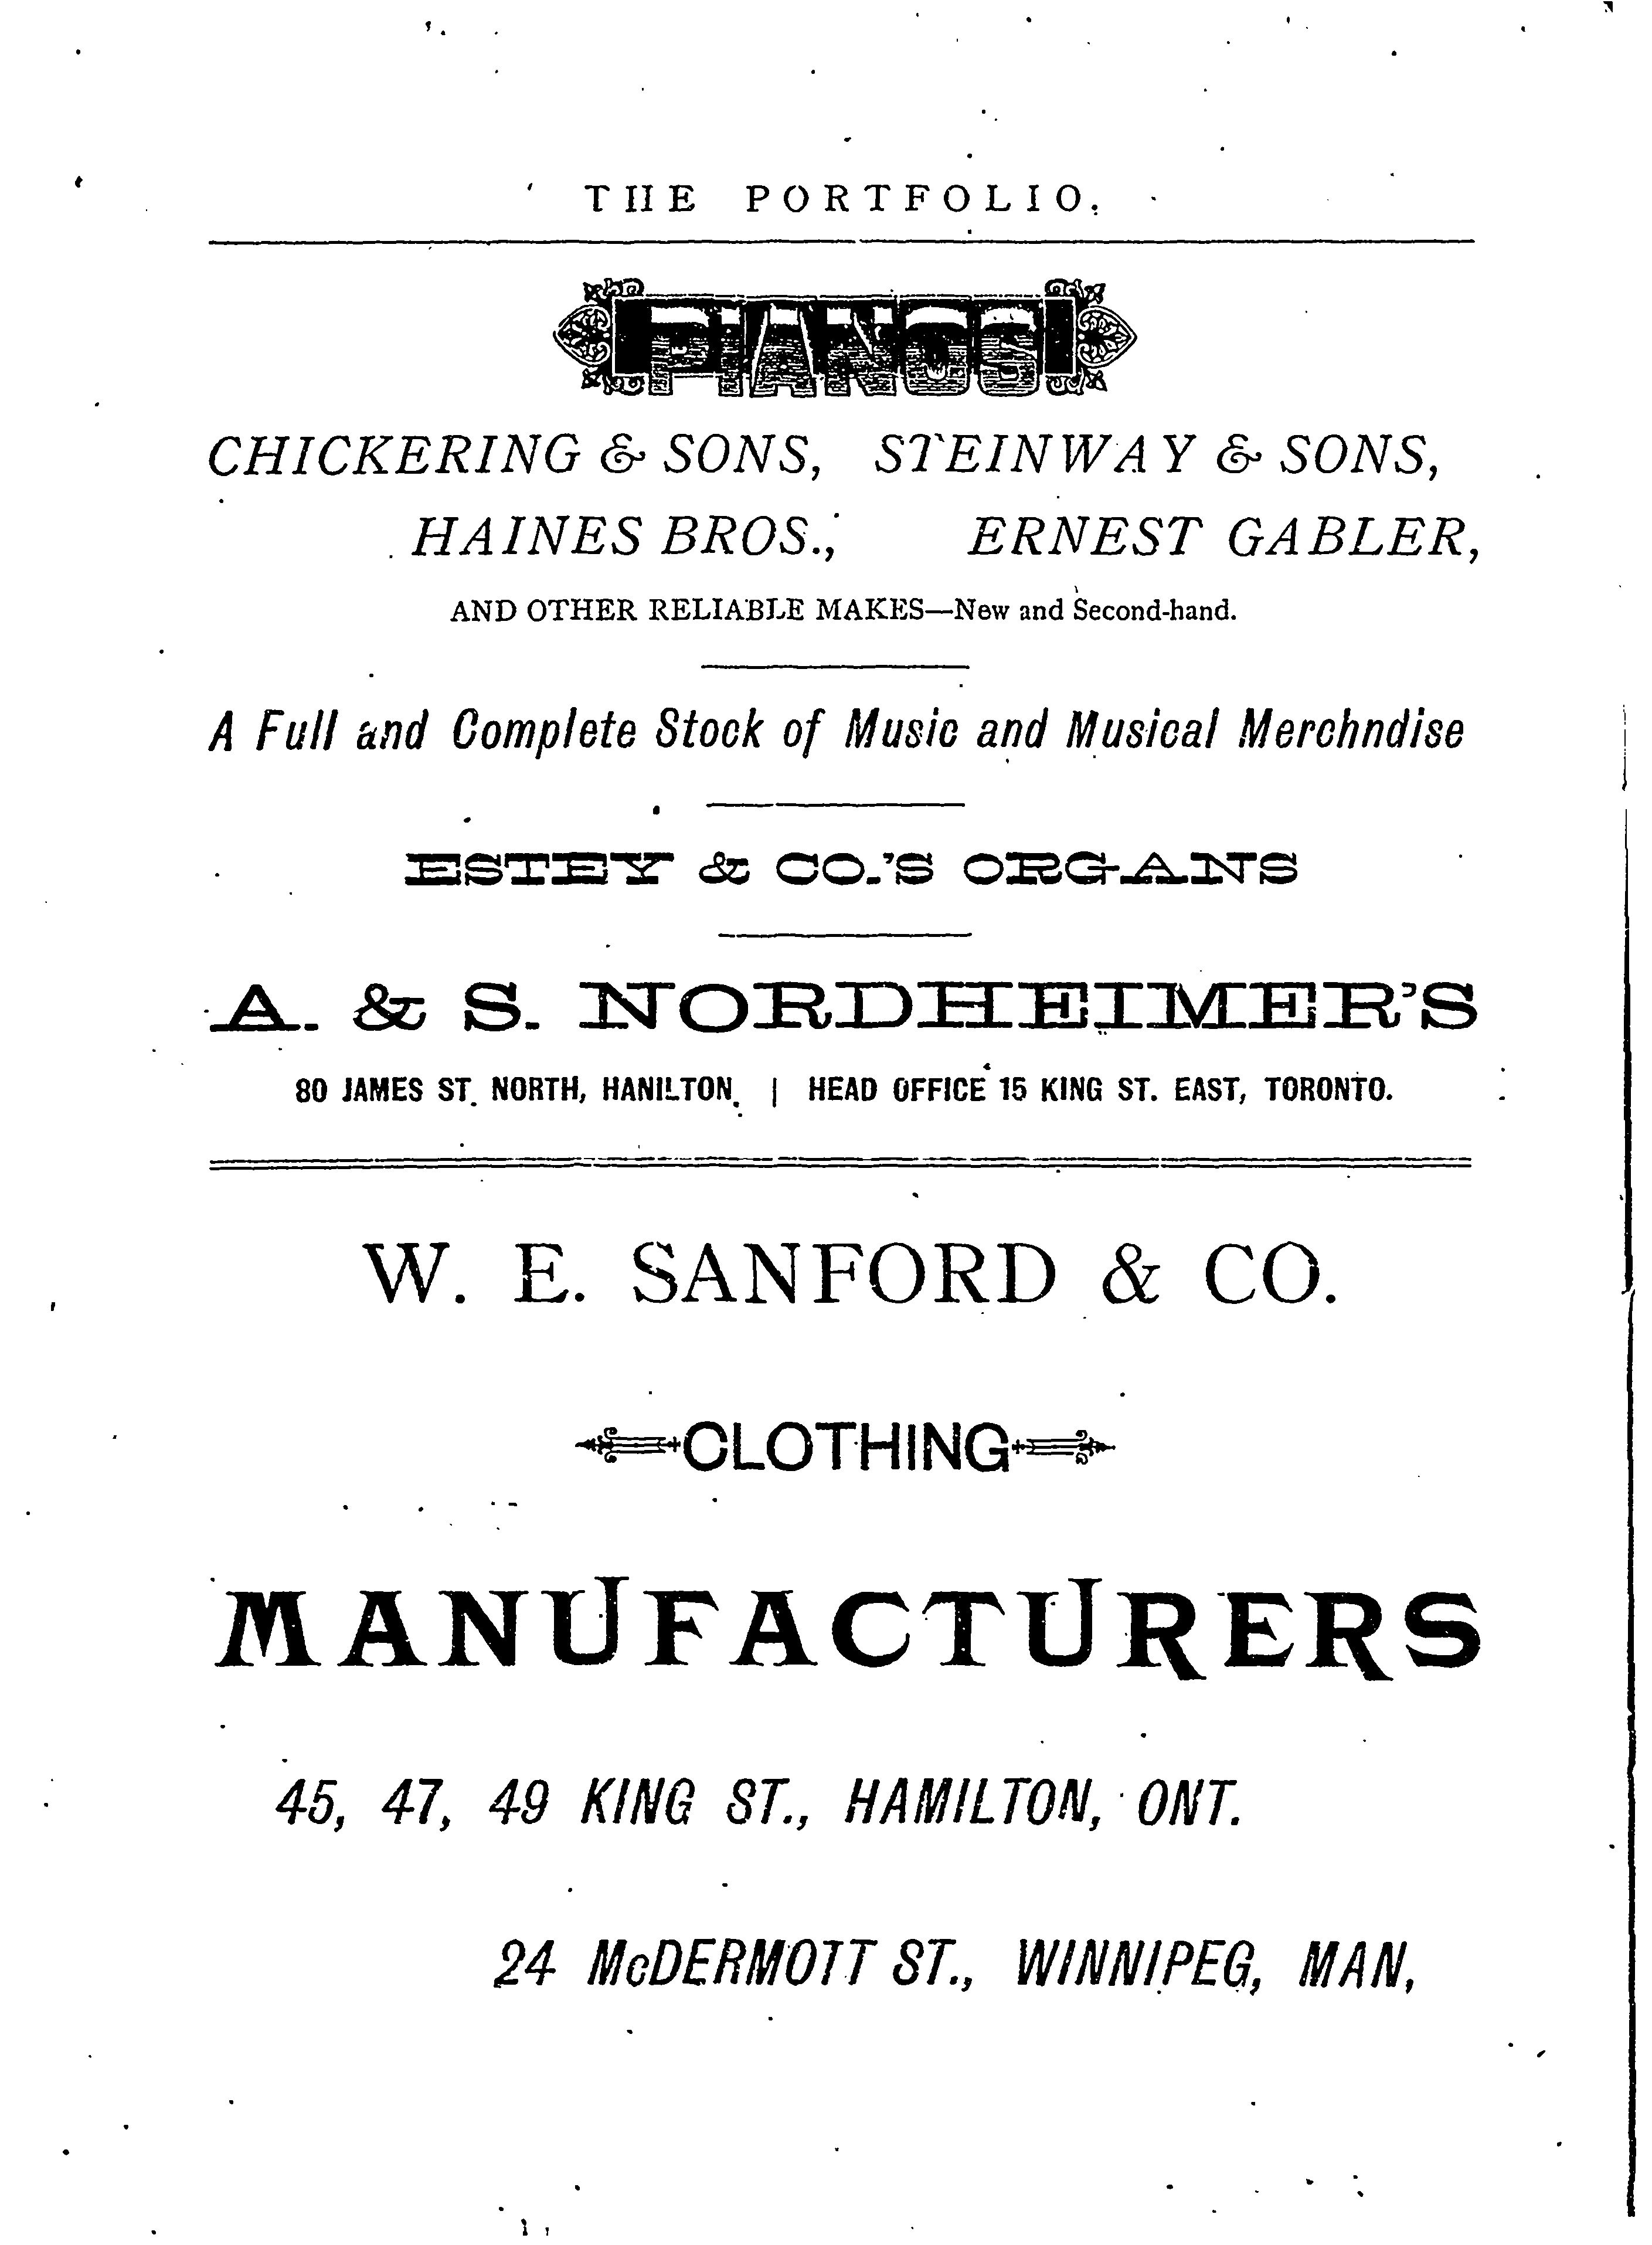 THE PORTFOLIO.
PIANOS
CHICKERING & SONS, STEINWAY & SONS,
HAINES BROS., ERNEST GABLER,
AND OTHER RELIABLE MAKES—New and Second-hand.
A Full and Complete Stock of Music and Musical Merchndise
ESTEY & CO.'S ORGANS
A. & S. NORDHEIMER'S
80 JAMES ST. NORTH, HANILTON. | HEAD OFFICE 15 KING ST. EAST, TORONTO.
W. E. SANFORD & CO.
CLOTHING
MANUFACTURERS
45, 47, 49 KING ST., HAMILTON, ONT.
24 McDERMOTT ST., WINNIPEG, MAN,